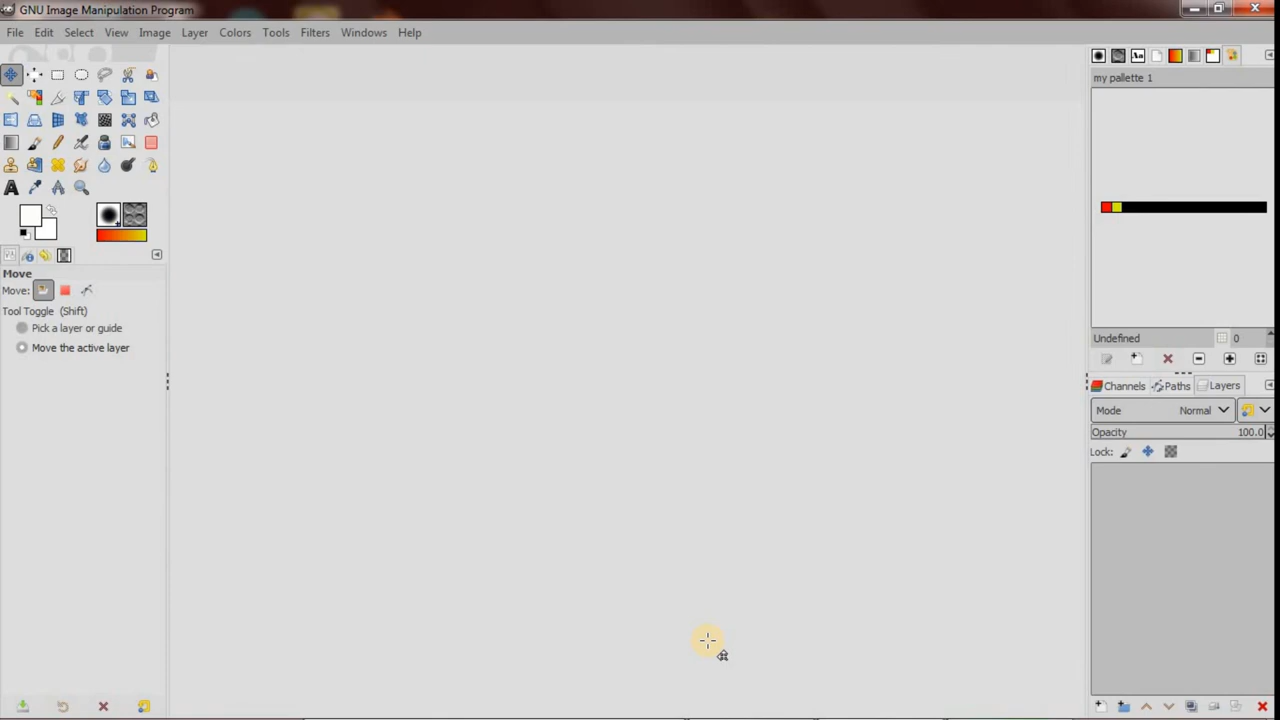 GNU Image Manipulation Program
File Edit Select View Image Layer Colors Tools Filters Windows Help
Aa
my pallette 1
A
Move
Move:
Tool Toggle (Shift)
Pick a layer or guide
Move the active layer
Undefined 0
Channels Paths Layers
Mode Normal
Opacity 100.0
Lock: